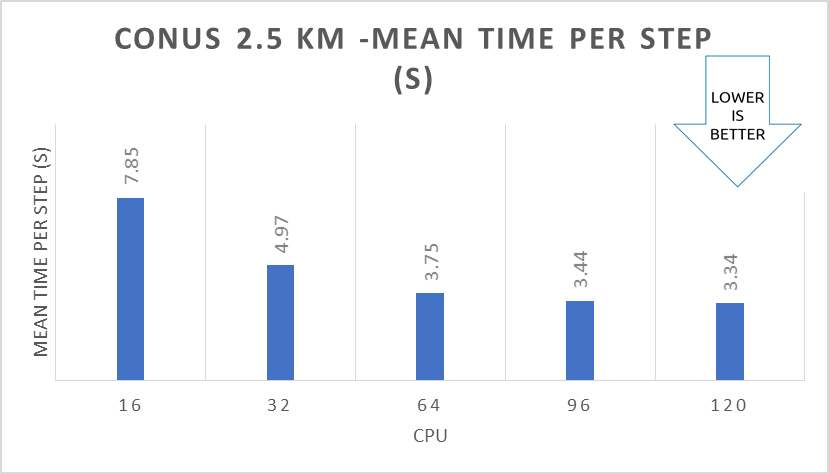 CONUS 2.5 KM -MEAN TIME PER STEP
(S)
LOWER
IS
BETTER
MEAN TIME PER STEP (S)
7.85
4.97
3.75
3.44
3.34
16
32
64
96
120
CPU